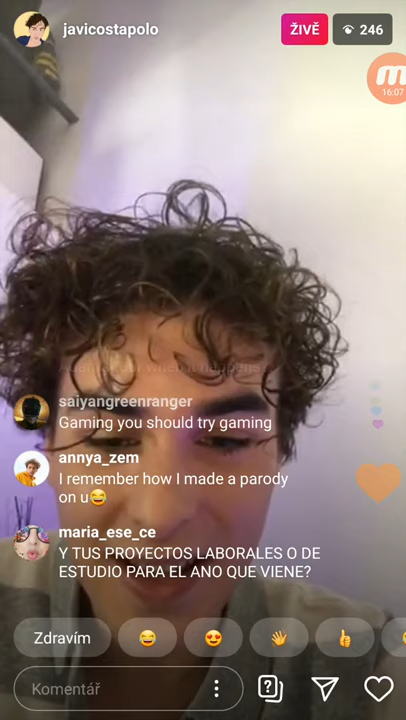 javicostapolo
ŽIVĚ
246
16:07
saiyangreenranger
Gaming you should try gaming
annya_zem
I remember how I made a parody
on u😂
maria_ese_ce
Y TUS PROYECTOS LABORALES O DE
ESTUDIO PARA EL ANO QUE VIENE?
Zdravím
Komentář